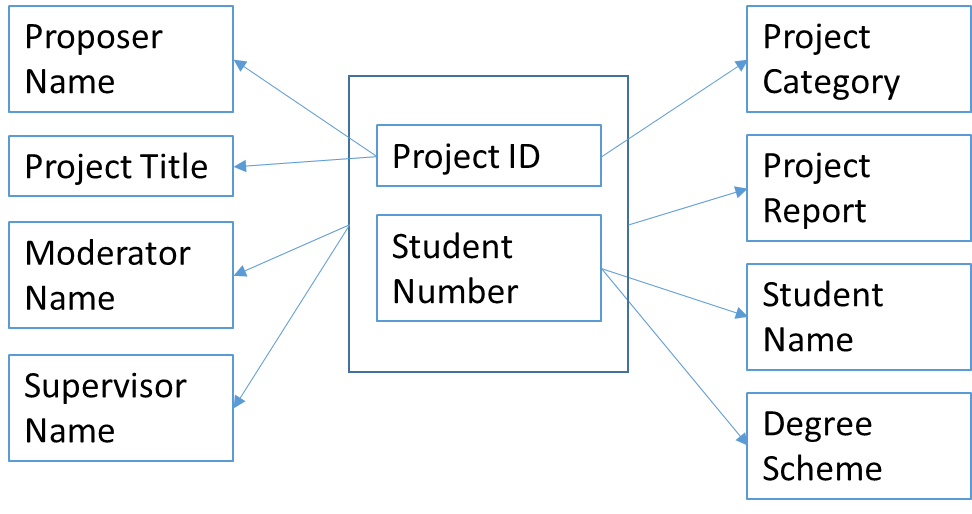 Proposer
Name
Project Title
Moderator
Name
Supervisor
Name
Project ID
Student
Number
Project
Category
Project
Report
Student
Name
Degree
Scheme